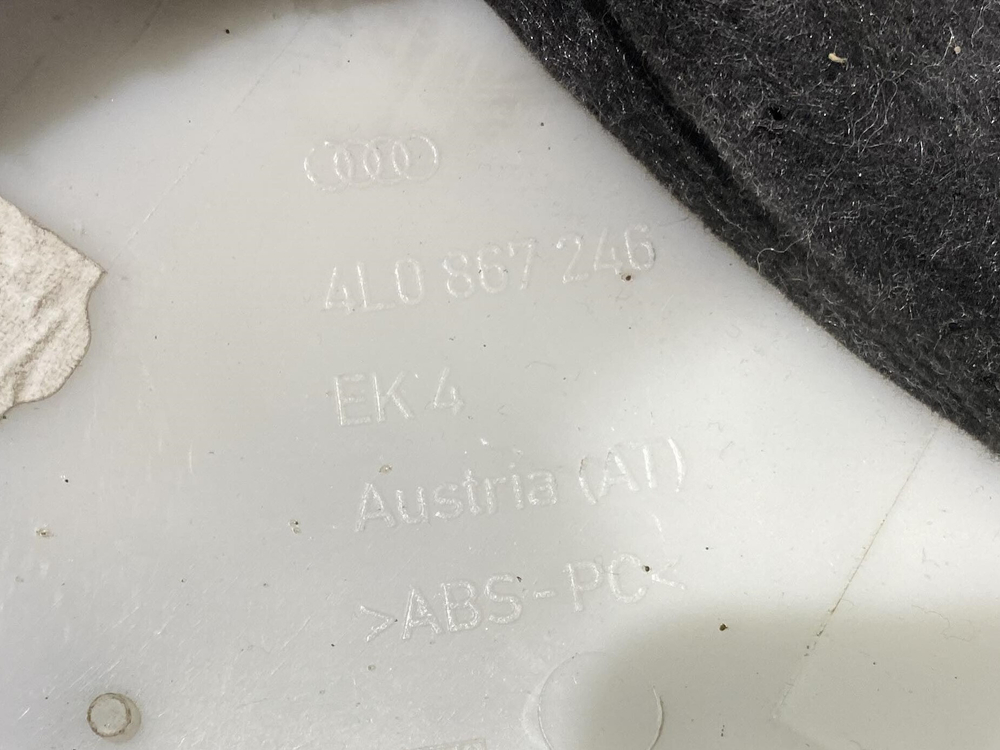 4L0 867 246
EK 4
Austria (AT)
>ABS-PC<